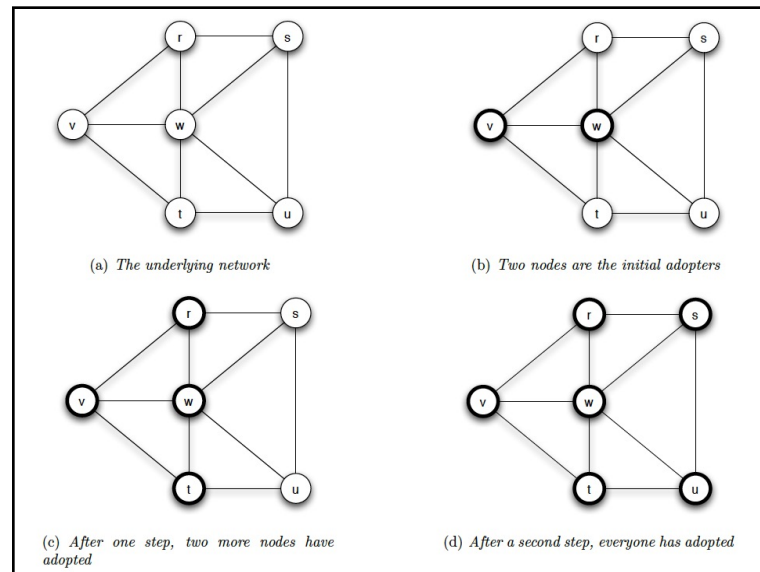 r
s
v
w
t
u
(a) The underlying network
r
s
v
w
t
u
(b) Two nodes are the initial adopters
r
s
v
w
t
u
(c) After one step, two more nodes have
adopted
r
s
v
w
t
u
(d) After a second step, everyone has adopted